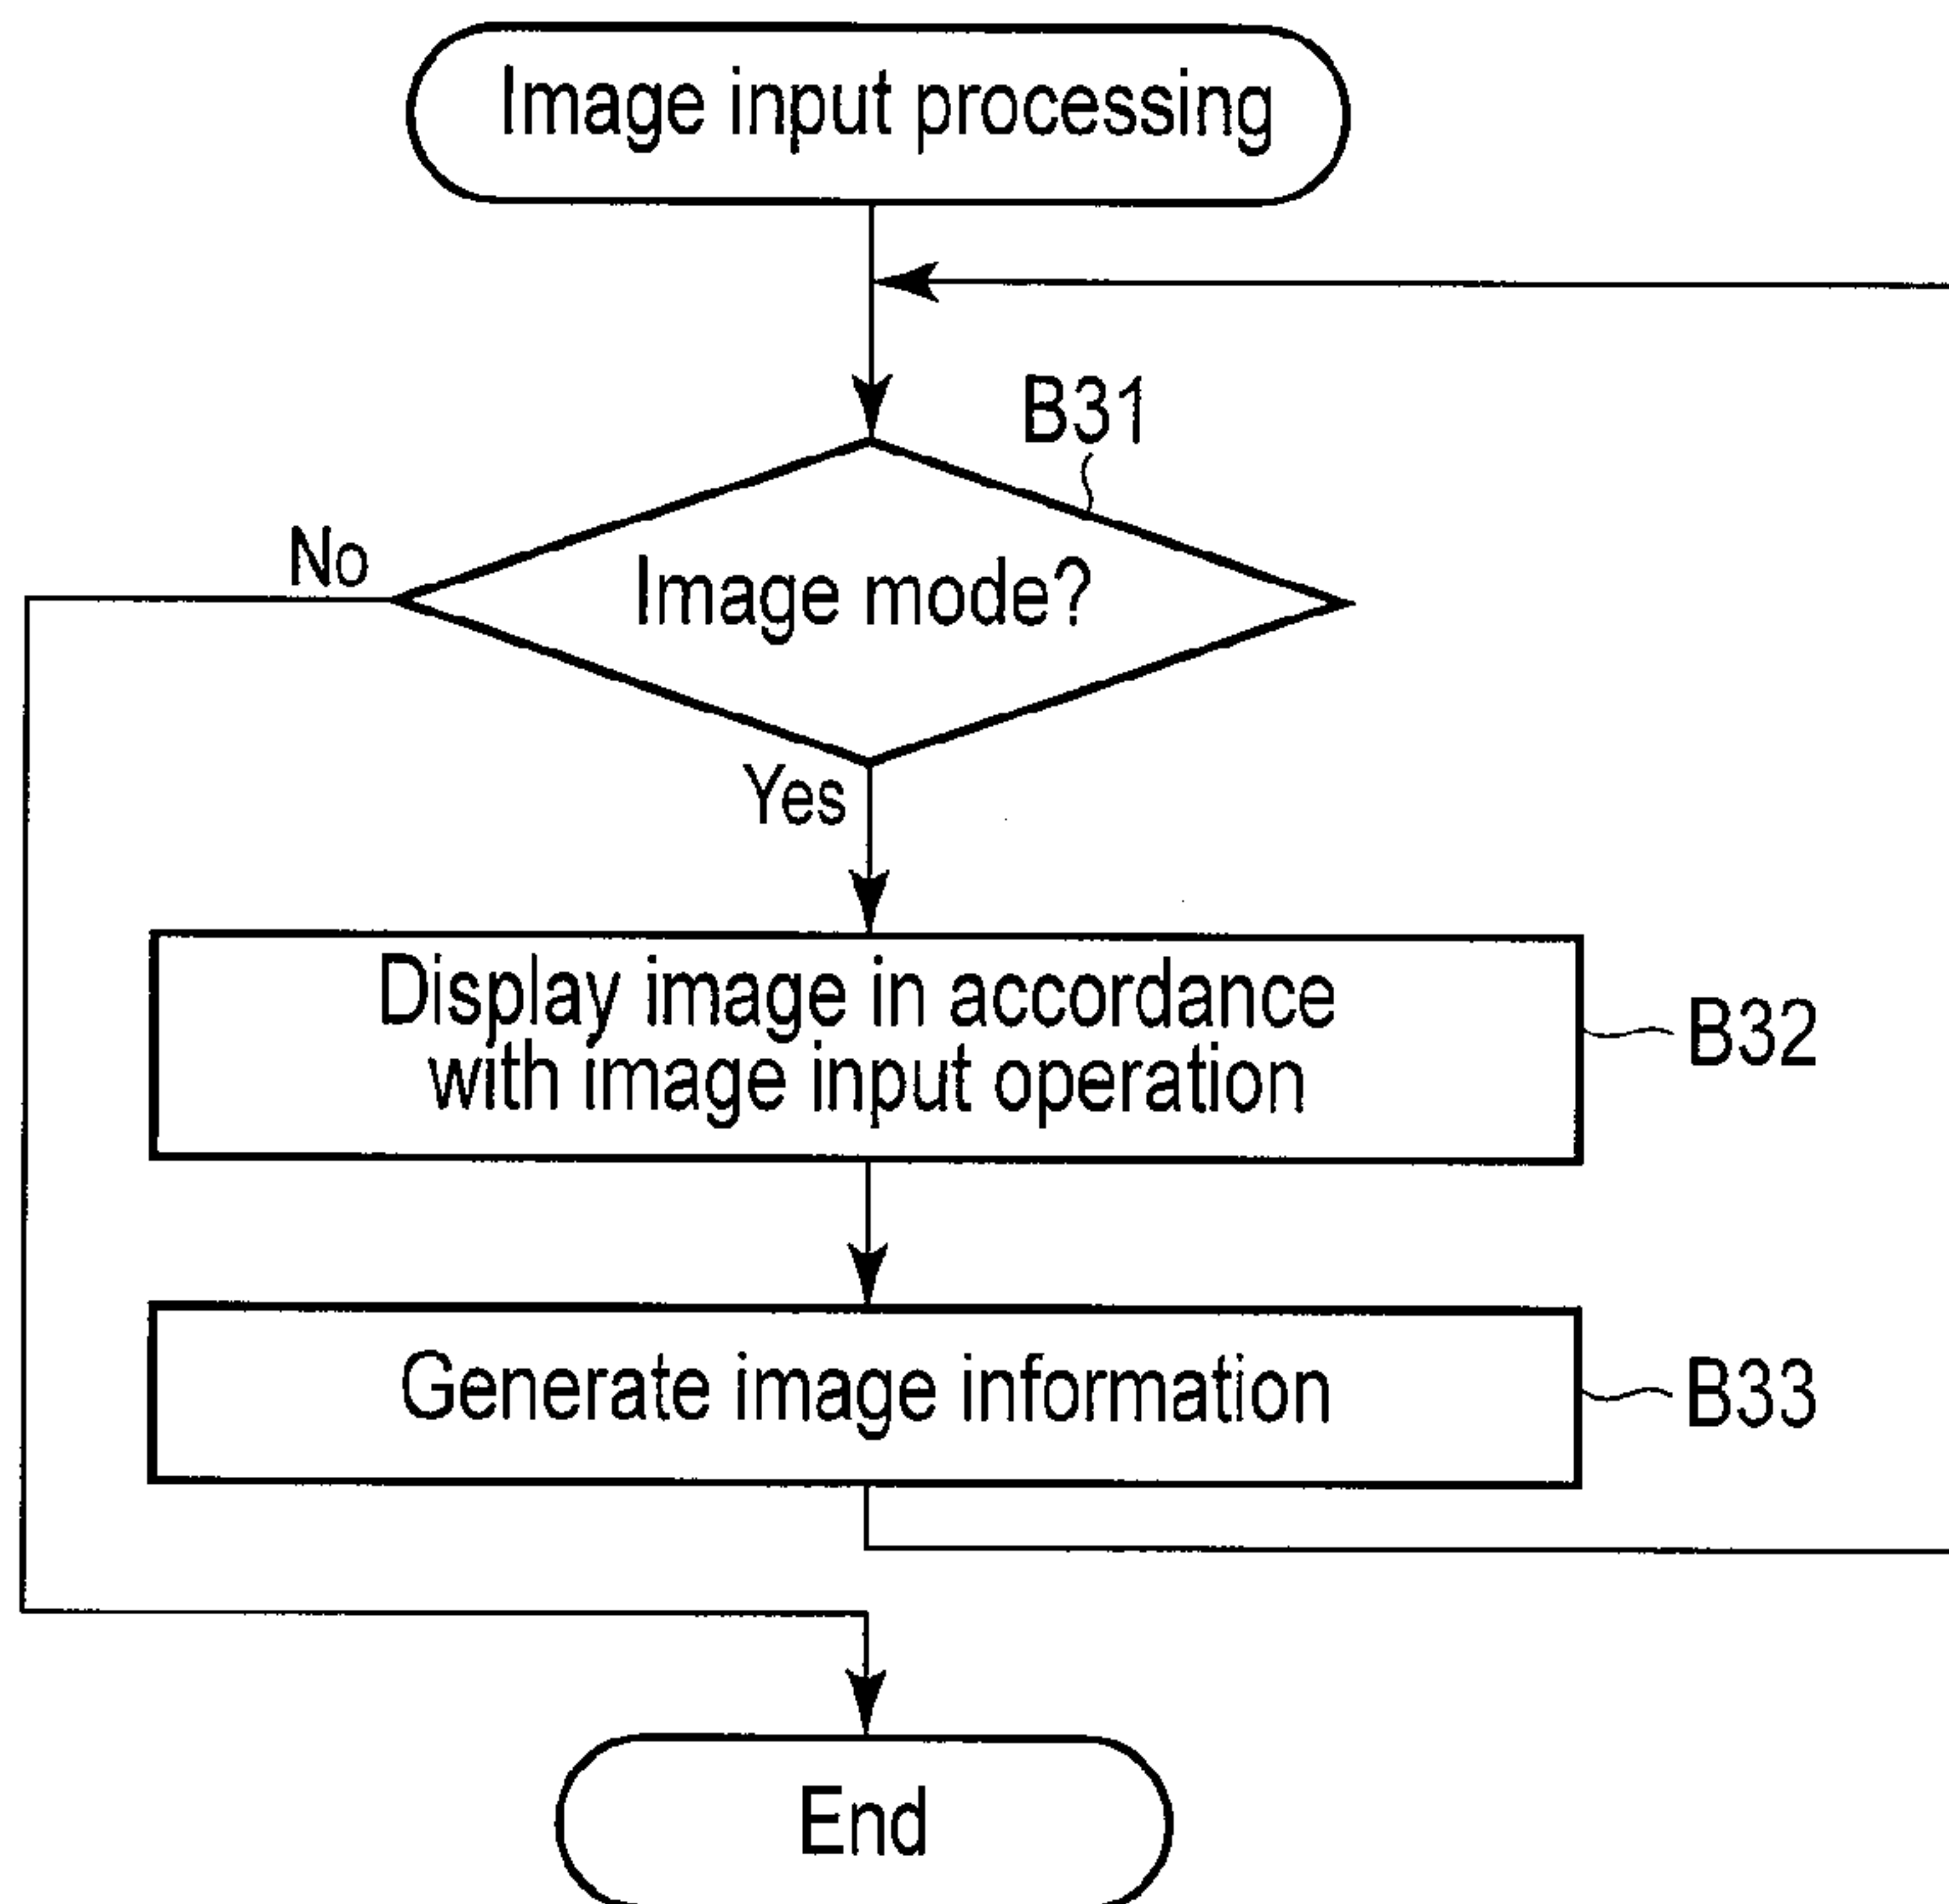 Image input processing
B31
No
Image mode?
Yes
Display image in accordance
with image input operation
B32
Generate image information
B33
End